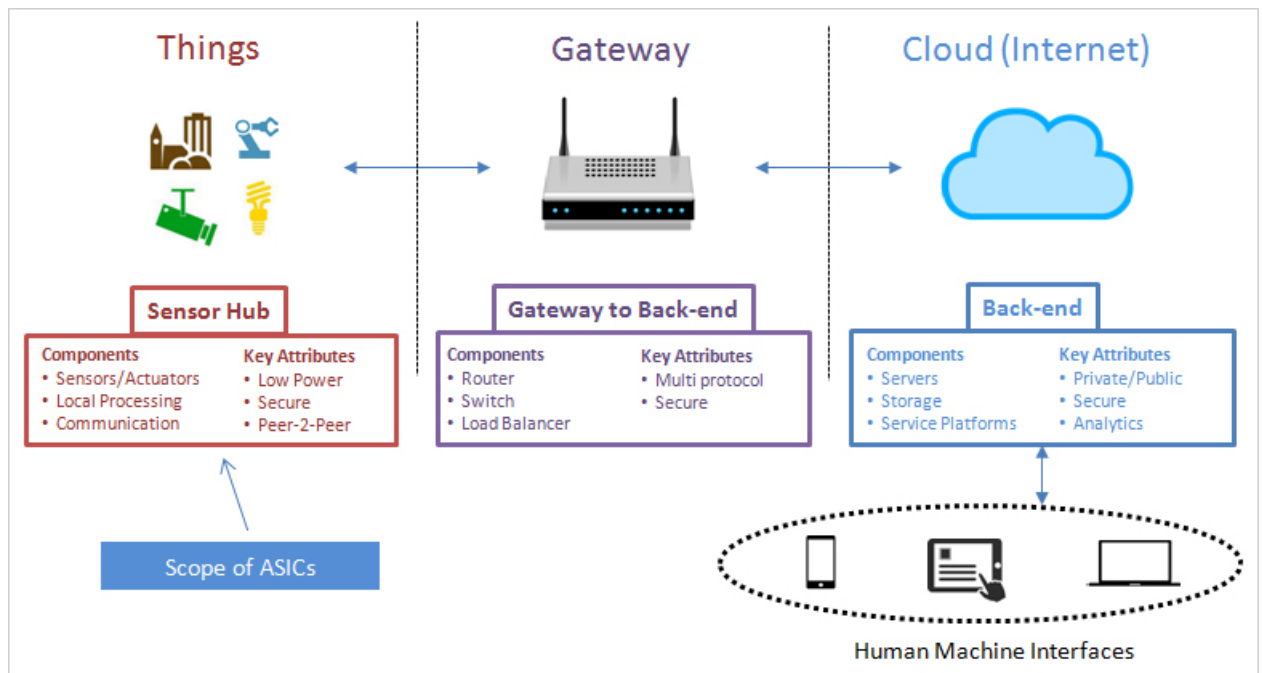 Things
Gateway
Cloud (Internet)
Sensor Hub
Components
• Sensors/Actuators
• Local Processing
• Communication
Key Attributes
• Low Power
• Secure
• Peer-2-Peer
Gateway to Back-end
Components
• Router
• Switch
• Load Balancer
Key Attributes
• Multi protocol
• Secure
Back-end
Components
• Servers
• Storage
• Service Platforms
Key Attributes
• Private/Public
• Secure
• Analytics
Scope of ASICs
Human Machine Interfaces